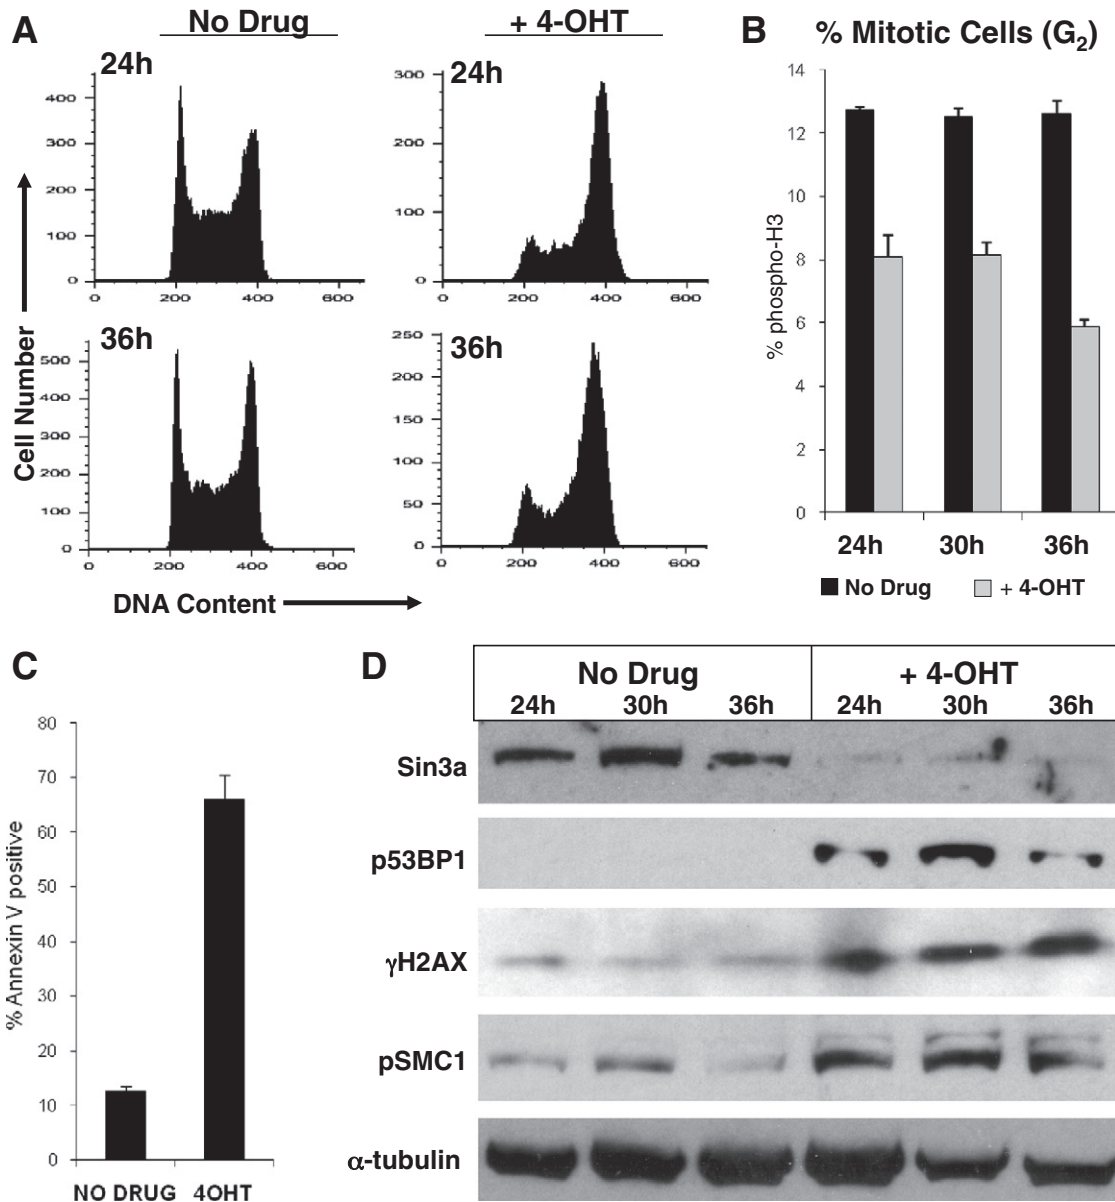 A
No Drug
+ 4-OHT
24h
400
300
200
100
0
0 200 400 600
24h
300
200
100
0
0 200 400 600
36h
500
400
300
200
100
0
0 200 400 600
36h
250
200
150
100
50
0
0 200 400 600
Cell Number
DNA Content
B
% Mitotic Cells (G₂)
% phospho-H3
14
12
10
8
6
4
2
0
24h 30h 36h
No Drug + 4-OHT
C
% Annexin V positive
80
70
60
50
40
30
20
10
0
NO DRUG 4OHT
D
No Drug + 4-OHT
24h 30h 36h 24h 30h 36h
Sin3a
p53BP1
γH2AX
pSMC1
α-tubulin